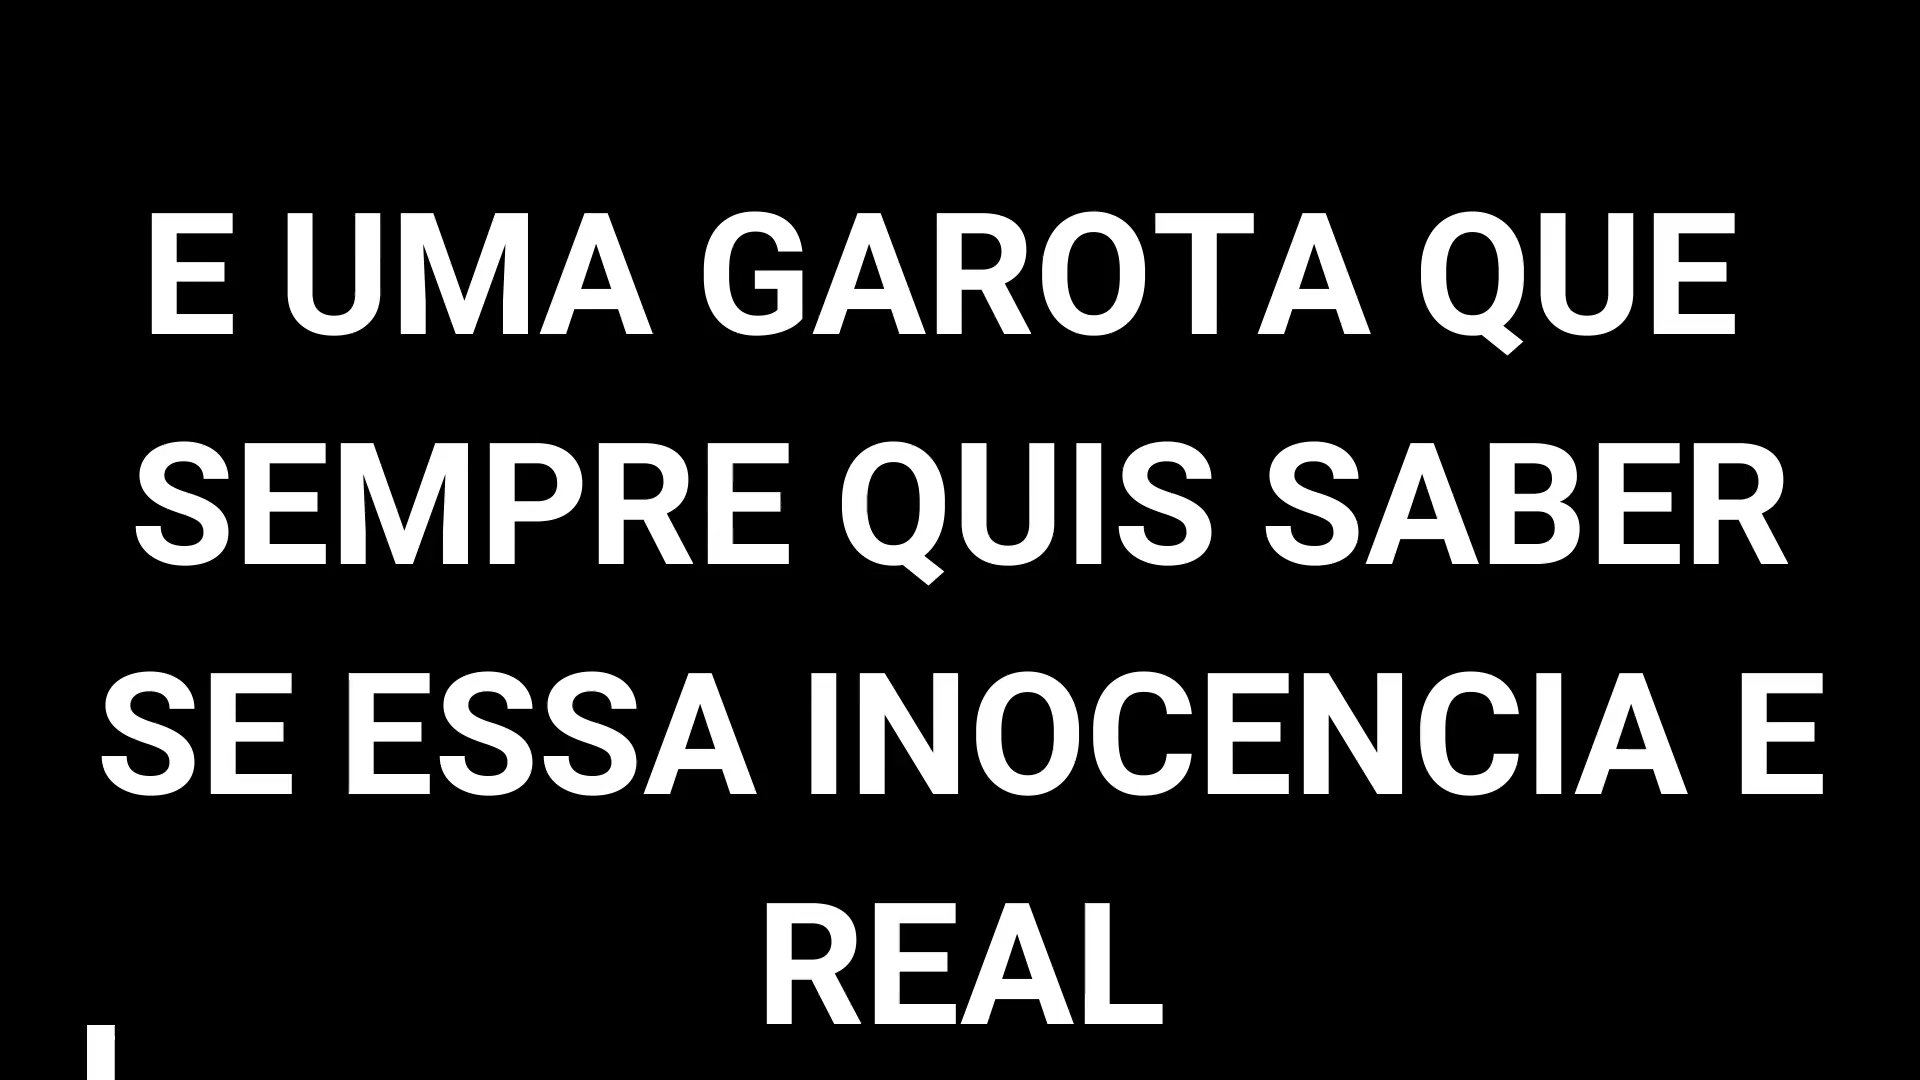 E UMA GAROTA QUE
SEMPRE QUIS SABER
SE ESSA INOCENCIA E
REAL